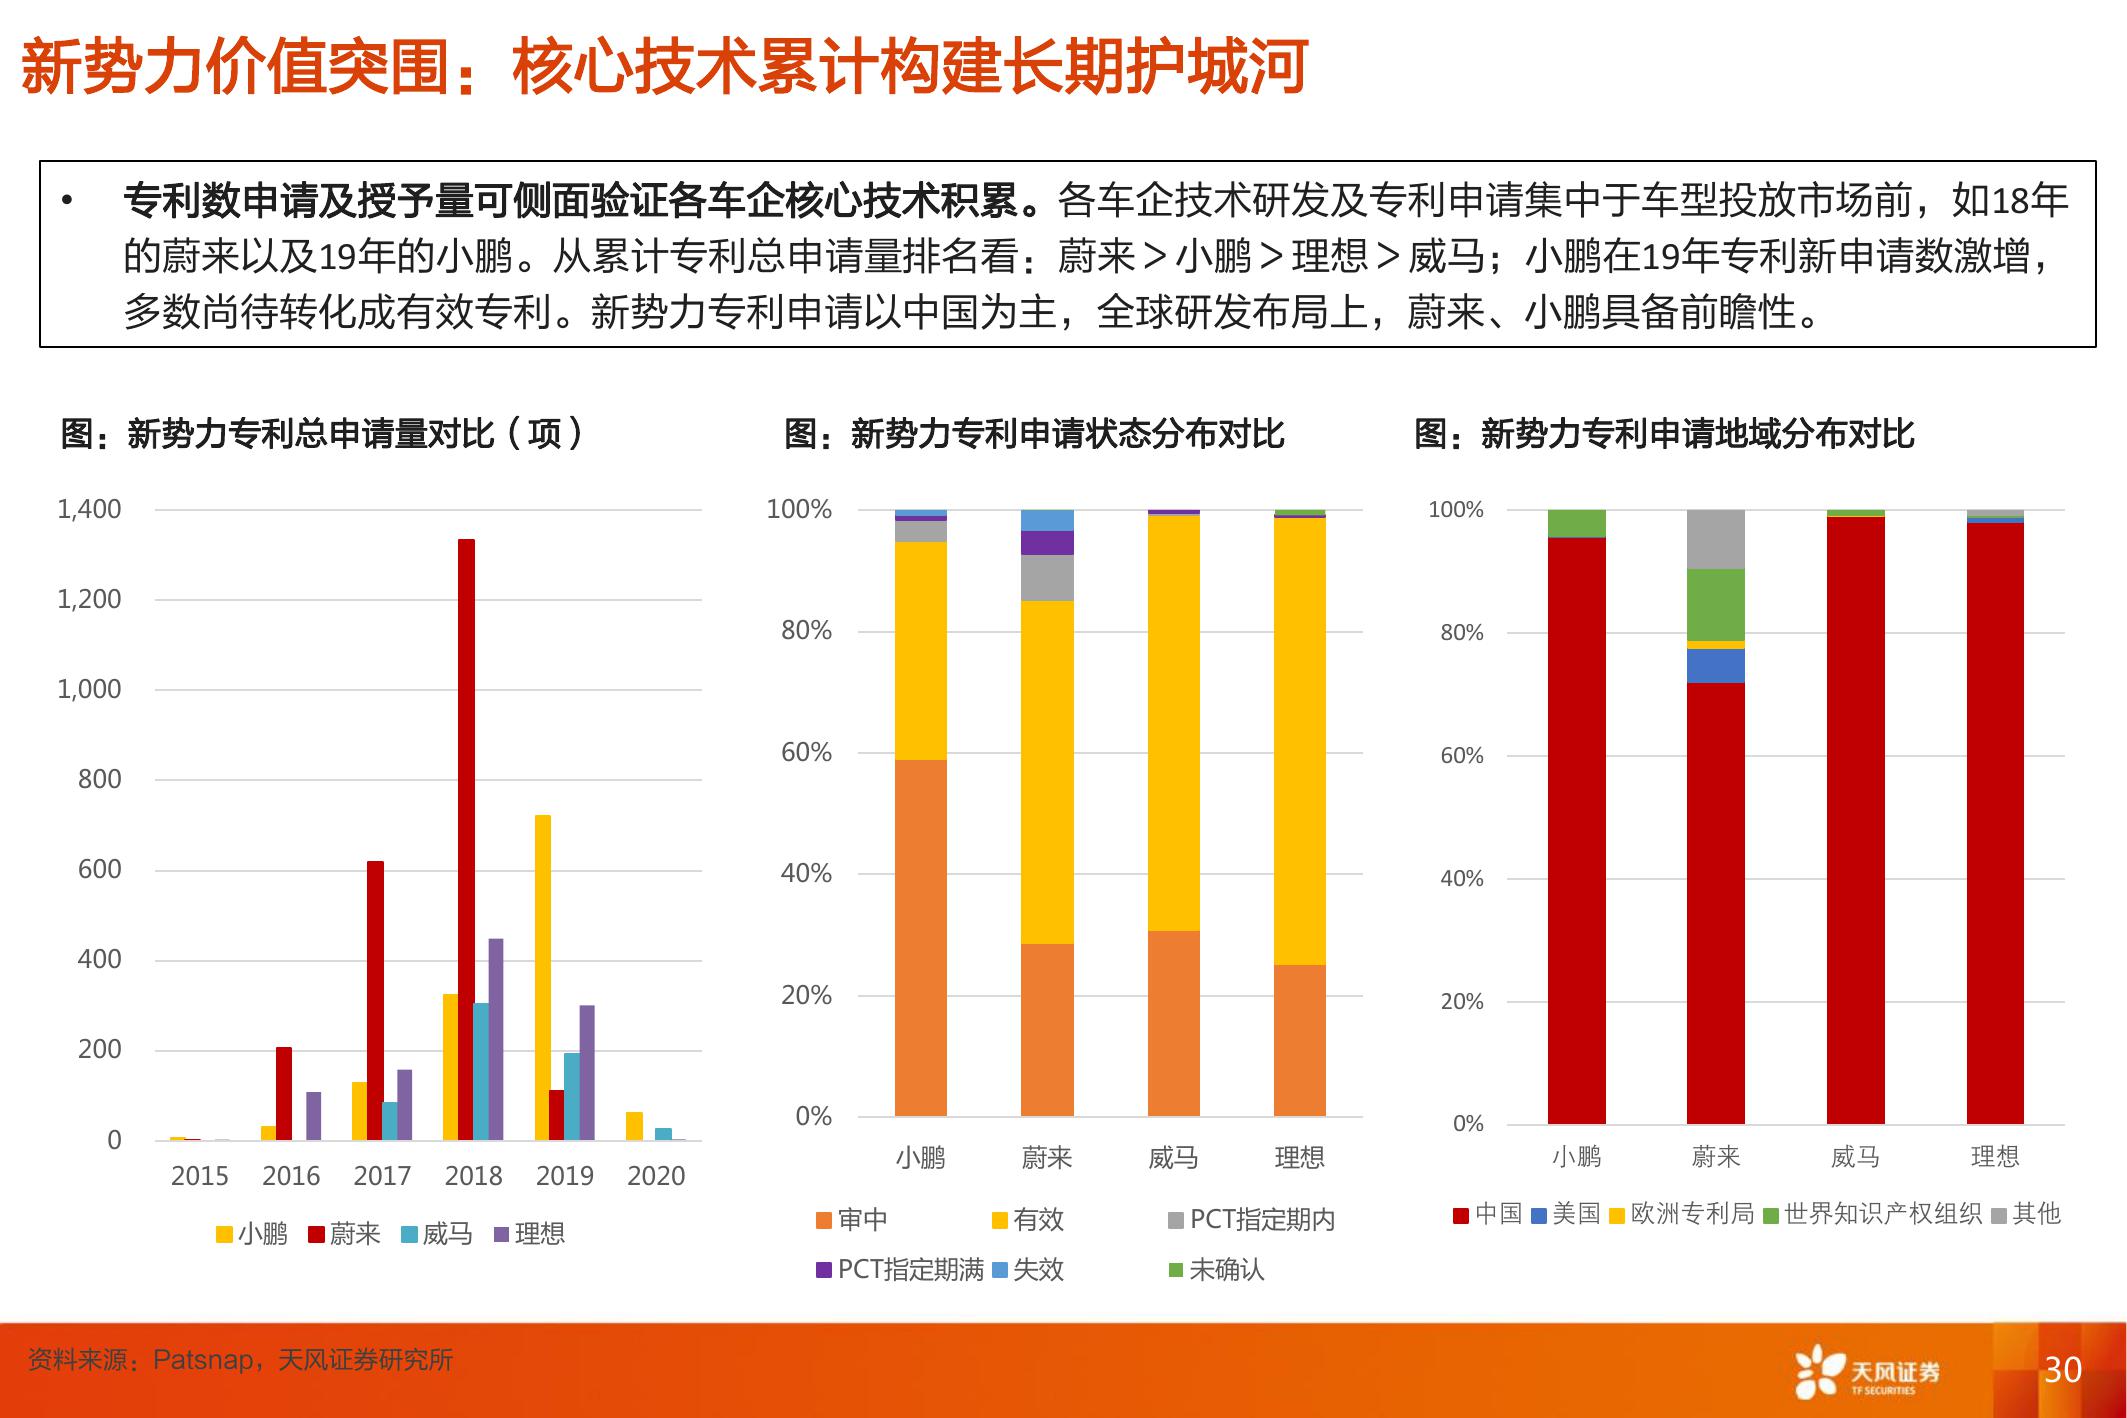 新势力价值突围：核心技术累计构建长期护城河
• 专利数申请及授予量可侧面验证各车企核心技术积累。各车企技术研发及专利申请集中于车型投放市场前，如18年
的蔚来以及19年的小鹏。从累计专利总申请量排名看：蔚来＞小鹏＞理想＞威马；小鹏在19年专利新申请数激增，
多数尚待转化成有效专利。新势力专利申请以中国为主，全球研发布局上，蔚来、小鹏具备前瞻性。
图：新势力专利总申请量对比（项）
1,400
1,200
1,000
800
600
400
200
0
2015 2016 2017 2018 2019 2020
小鹏 蔚来 威马 理想
图：新势力专利申请状态分布对比
100%
80%
60%
40%
20%
0%
小鹏 蔚来 威马 理想
审中 有效 PCT指定期内
PCT指定期满 失效 未确认
图：新势力专利申请地域分布对比
100%
80%
60%
40%
20%
0%
小鹏 蔚来 威马 理想
中国 美国 欧洲专利局 世界知识产权组织 其他
资料来源：Patsnap，天风证券研究所
天风证券
TF SECURITIES
30